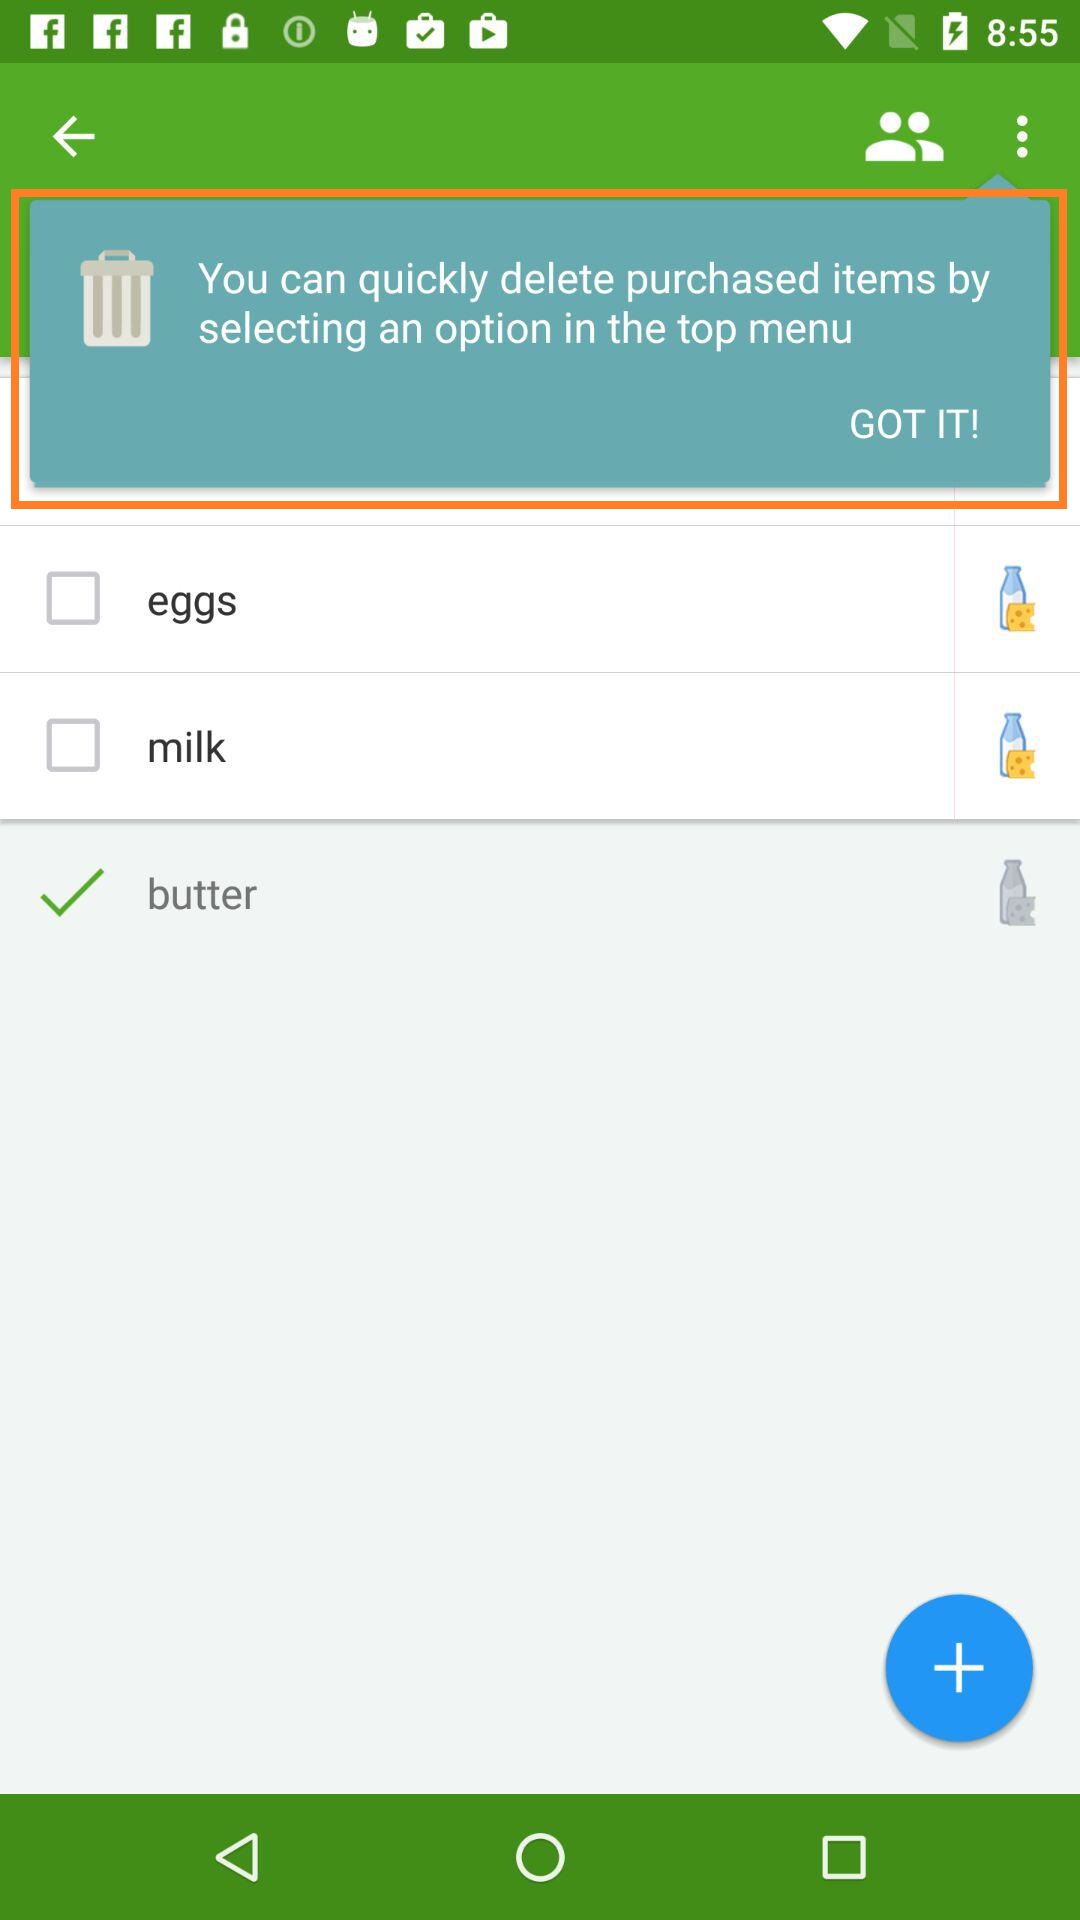 8:55
You can quickly delete purchased items by
selecting an option in the top menu
GOT IT!
eggs
milk
butter